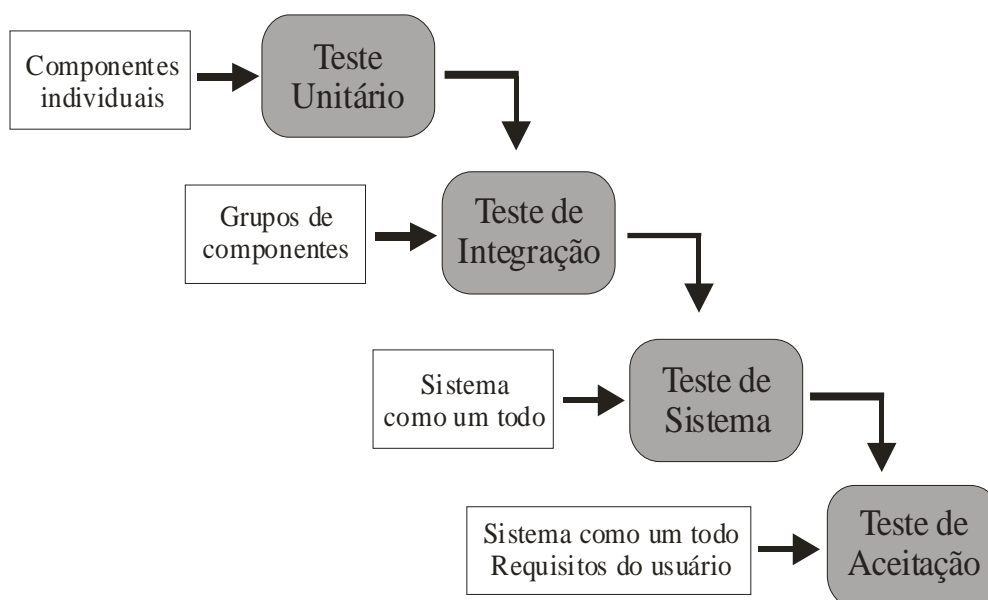 Componentes
individuais
Teste
Unitário
Grupos de
componentes
Teste de
Integração
Sistema
como um todo
Teste de
Sistema
Sistema como um todo
Requisitos do usuário
Teste de
Aceitação